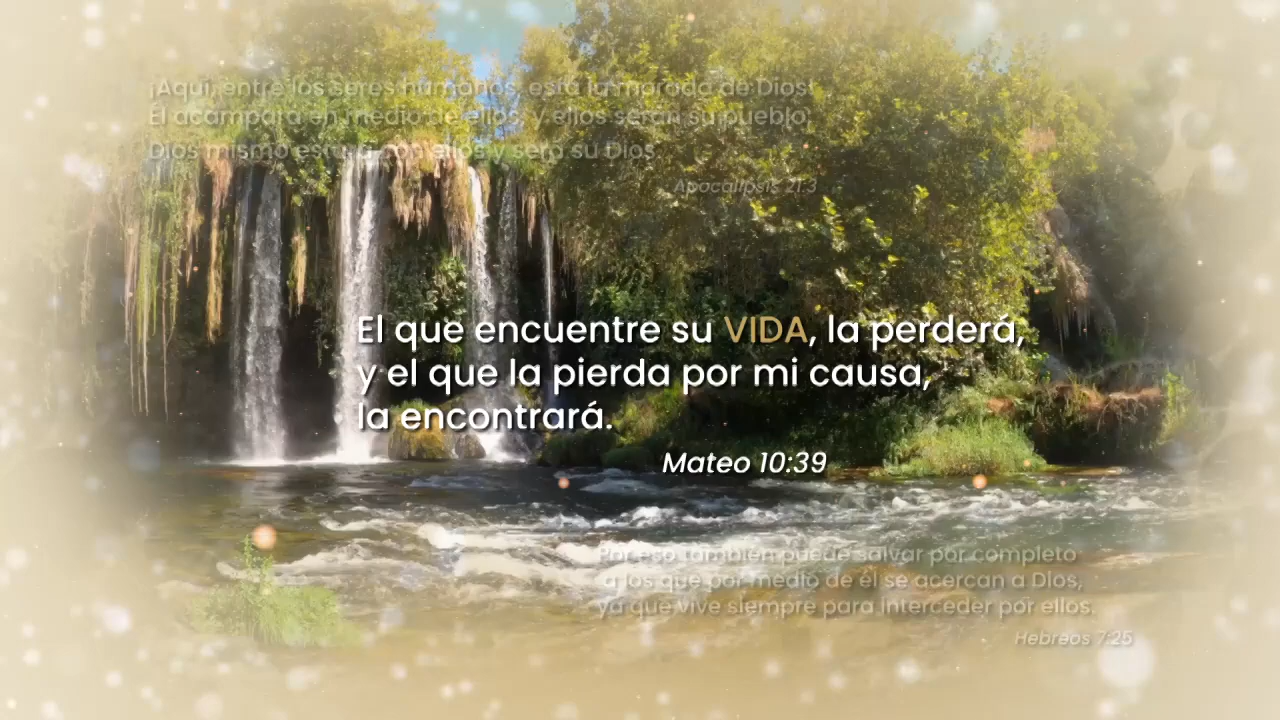 ¡Aquí, entre los seres humanos, está la morada de Dios!
Él acampará en medio de ellos, y ellos serán su pueblo;
Dios mismo estará con ellos y será su Dios.
Apocalipsis 21:3
El que encuentre su VIDA, la perderá,
y el que la pierda por mi causa,
la encontrará.
Mateo 10:39
Por eso también puede salvar por completo
a los que por medio de él se acercan a Dios,
ya que vive siempre para interceder por ellos.
Hebreos 7:25